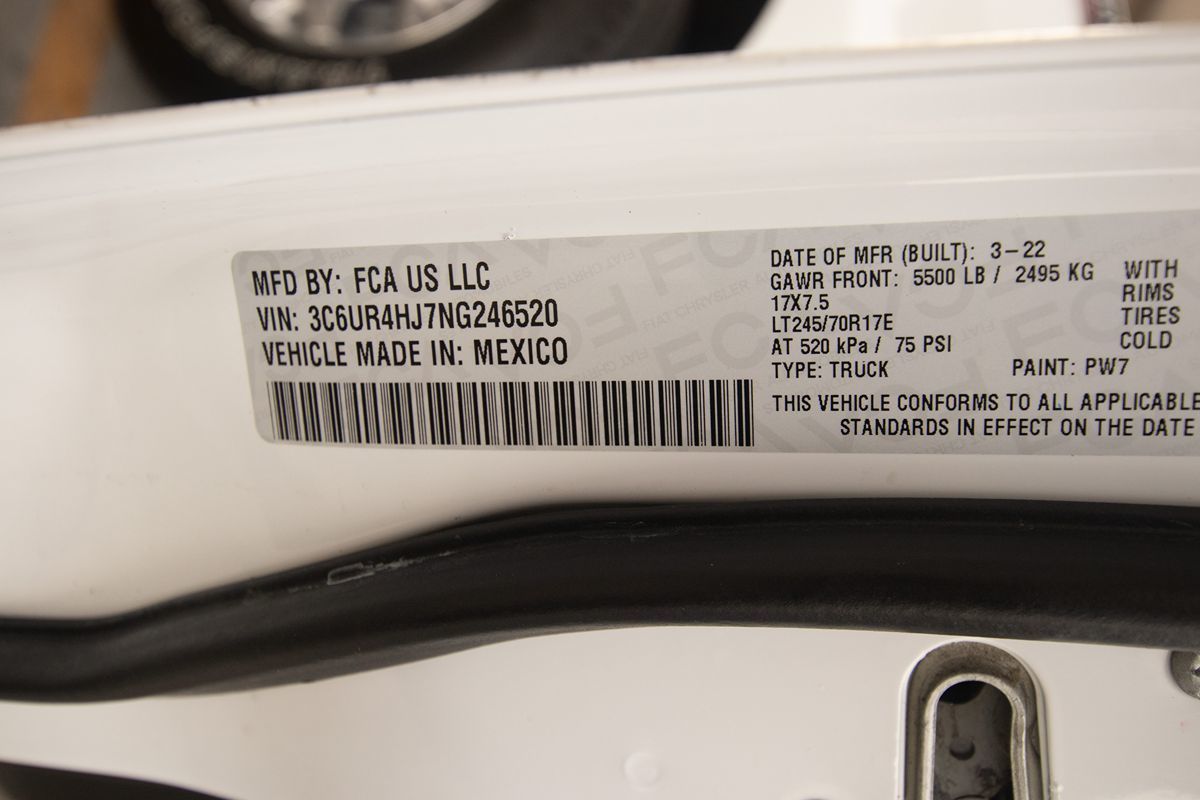 MFD BY: FCA US LLC
VIN: 3C6UR4HJ7NG246520
VEHICLE MADE IN: MEXICO
DATE OF MFR (BUILT): 3-22
GAWR FRONT: 5500 LB / 2495 KG WITH
17X7.5 RIMS
LT245/70R17E TIRES
AT 520 kPa / 75 PSI COLD
TYPE: TRUCK PAINT: PW7
THIS VEHICLE CONFORMS TO ALL APPLICABLE
STANDARDS IN EFFECT ON THE DATE